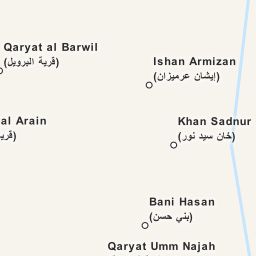 Qaryat al Barwil
(قرية البرويل)
Ishan Armizan
(إيشان عرميزان)
al Arain
Khan Sadnur
(خان سيد نور)
Bani Hasan
(بني حسن)
Qaryat Umm Najah